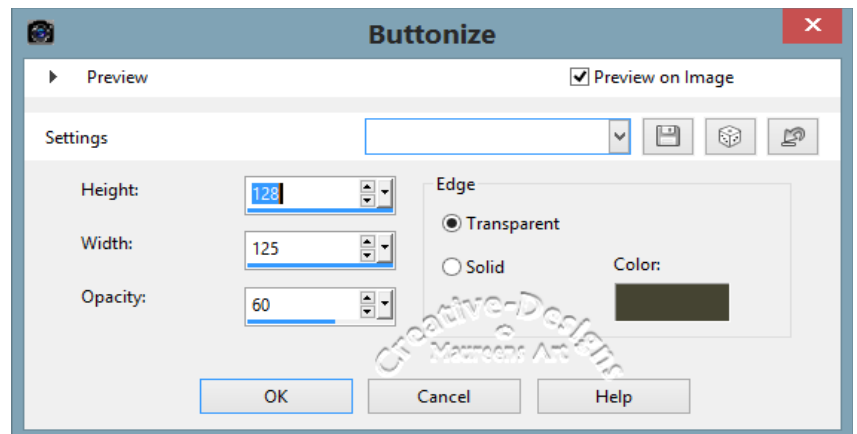 Buttonize
Preview
Preview on Image
Settings
Height: 128
Width: 125
Opacity: 60
Edge
Transparent
Solid
Color:
Creative-Designs
©
Maureens Art
OK Cancel Help